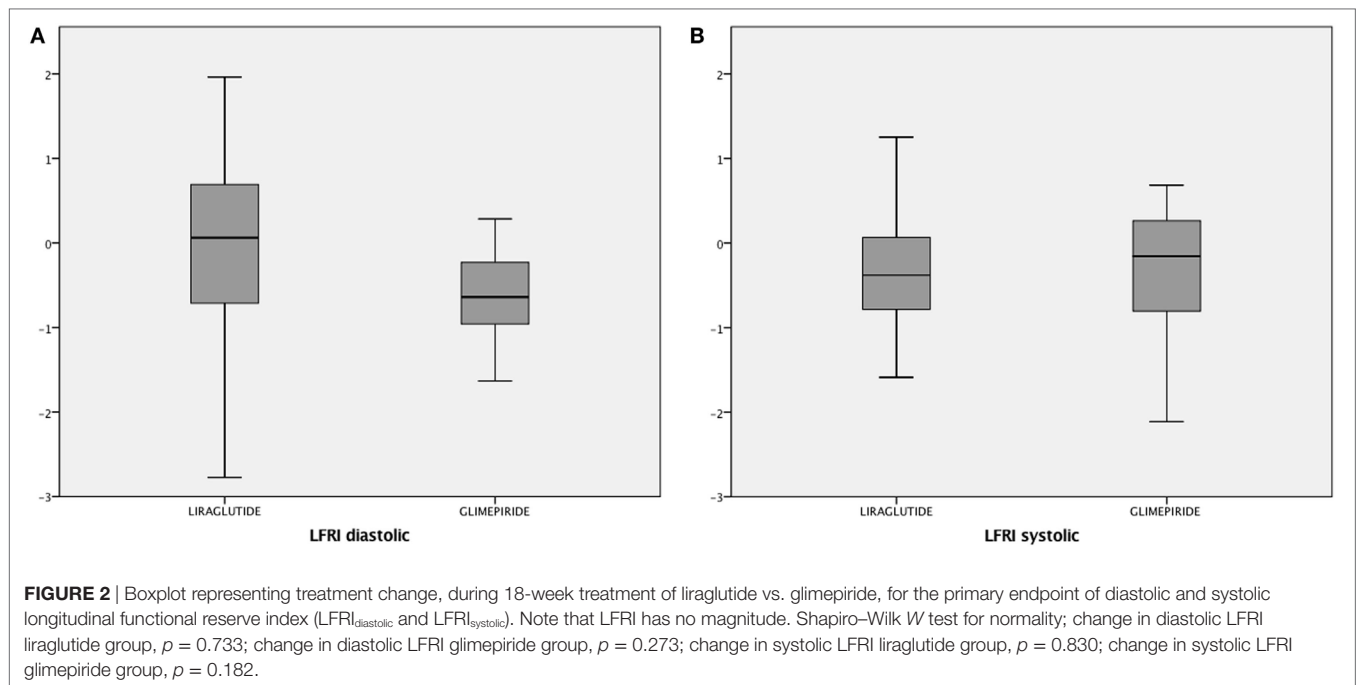 A
2
1
0
−1
−2
−3
LIRAGLUTIDE GLIMEPIRIDE
LFRI diastolic
B
2
1
0
−1
−2
−3
LIRAGLUTIDE GLIMEPIRIDE
LFRI systolic
FIGURE 2 | Boxplot representing treatment change, during 18-week treatment of liraglutide vs. glimepiride, for the primary endpoint of diastolic and systolic
longitudinal functional reserve index (LFRIdiastolic and LFRIsystolic). Note that LFRI has no magnitude. Shapiro–Wilk W test for normality; change in diastolic LFRI
liraglutide group, p = 0.733; change in diastolic LFRI glimepiride group, p = 0.273; change in systolic LFRI liraglutide group, p = 0.830; change in systolic LFRI
glimepiride group, p = 0.182.